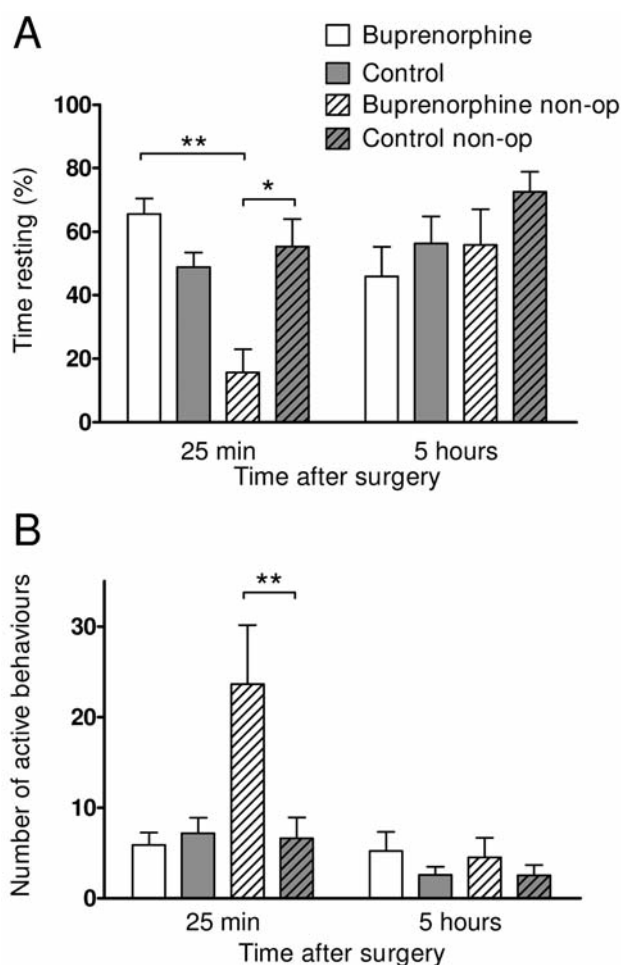 A
Buprenorphine
Control
Buprenorphine non-op
Control non-op
Time resting (%)
100
80
60
40
20
0
**
*
25 min
5 hours
Time after surgery
B
Number of active behaviours
30
20
10
0
**
25 min
5 hours
Time after surgery